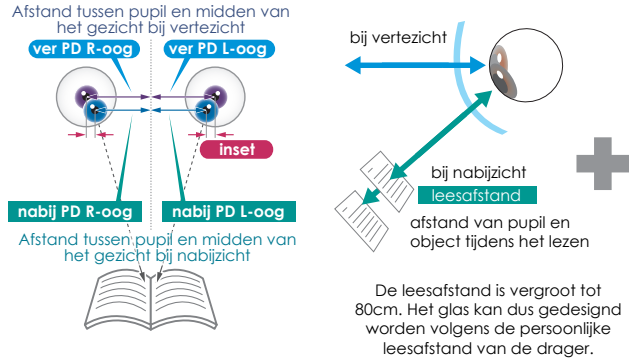 Afstand tussen pupil en midden van
het gezicht bij vertezicht
ver PD R-oog
ver PD L-oog
inset
nabij PD R-oog
nabij PD L-oog
Afstand tussen pupil en midden van
het gezicht bij nabijzicht
bij vertezicht
bij nabijzicht
leesafstand
afstand van pupil en
object tijdens het lezen
De leesafstand is vergroot tot
80cm. Het glas kan dus gedesignd
worden volgens de persoonlijke
leesafstand van de drager.